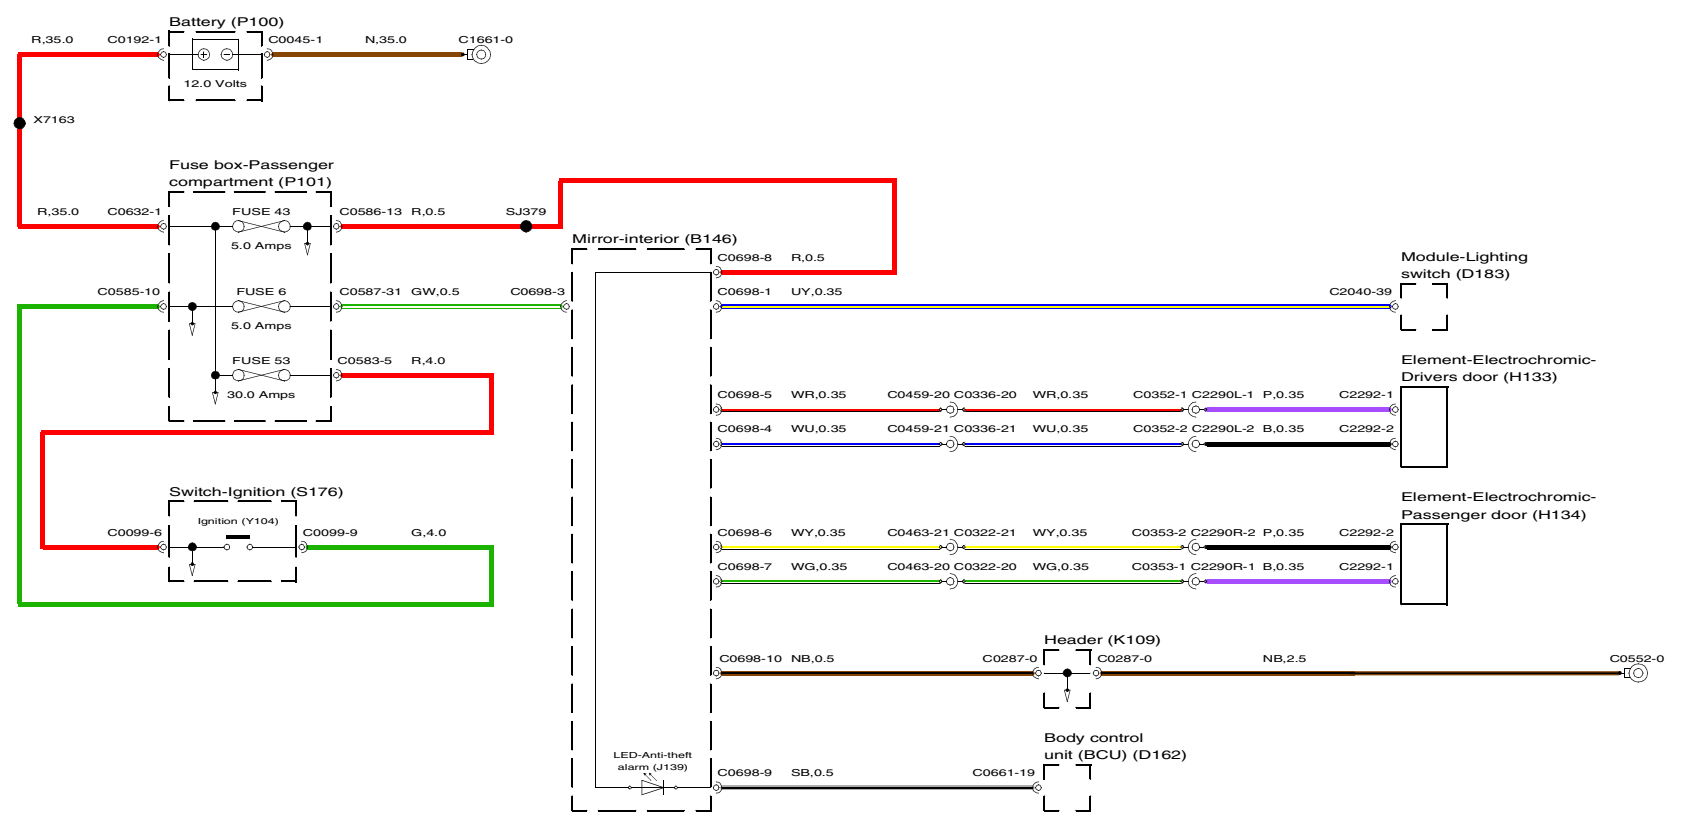 Battery (P100)
R,35.0 C0192-1 C0045-1 N,35.0 C1661-0
12.0 Volts
X7163
Fuse box-Passenger
compartment (P101)
R,35.0 C0632-1 FUSE 43 C0586-13 R,0.5 SJ379
5.0 Amps
Mirror-interior (B146)
C0698-8 R,0.5
Module-Lighting
switch (D183)
C0585-10 FUSE 6 C0587-31 GW,0.5 C0698-3 C0698-1 UY,0.35 C2040-39
5.0 Amps
FUSE 53 C0583-5 R,4.0
30.0 Amps
Element-Electrochromic-
Drivers door (H133)
C0698-5 WR,0.35 C0459-20 C0336-20 WR,0.35 C0352-1 C2290L-1 P,0.35 C2292-1
C0698-4 WU,0.35 C0459-21 C0336-21 WU,0.35 C0352-2 C2290L-2 B,0.35 C2292-2
Switch-Ignition (S176)
Ignition (Y104)
C0099-6 C0099-9 G,4.0
Element-Electrochromic-
Passenger door (H134)
C0698-6 WY,0.35 C0463-21 C0322-21 WY,0.35 C0353-2 C2290R-2 P,0.35 C2292-2
C0698-7 WG,0.35 C0463-20 C0322-20 WG,0.35 C0353-1 C2290R-1 B,0.35 C2292-1
Header (K109)
C0698-10 NB,0.5 C0287-0 C0287-0 NB,2.5 C0552-0
Body control
unit (BCU) (D162)
LED-Anti-theft
alarm (J139)
C0698-9 SB,0.5 C0661-19